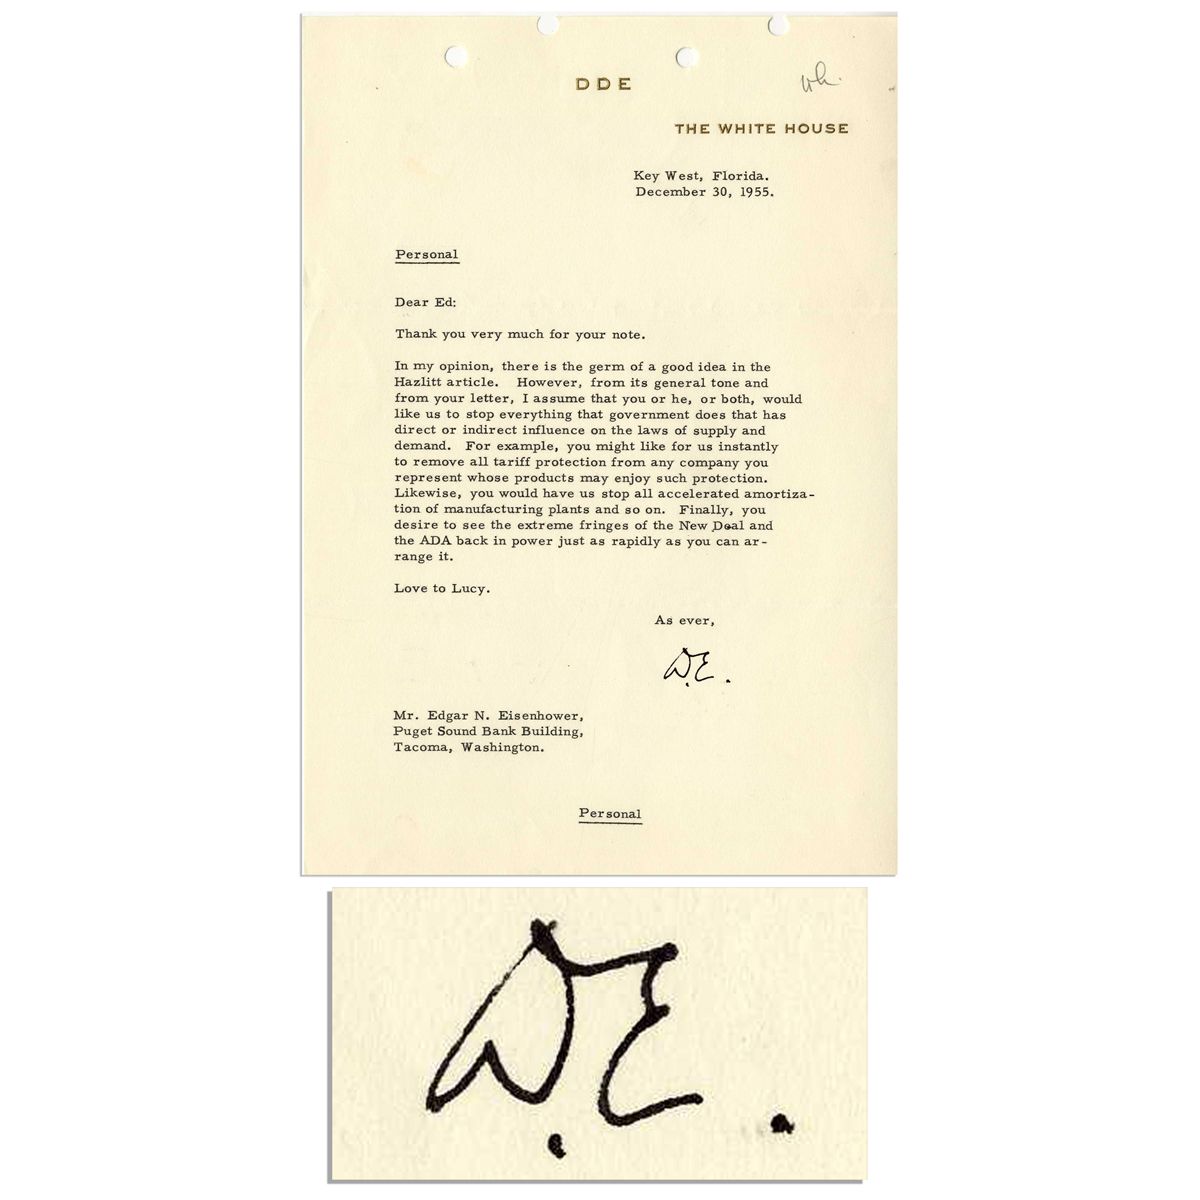 DDE
wh.
THE WHITE HOUSE
Key West, Florida.
December 30, 1955.
Personal
Dear Ed:
Thank you very much for your note.
In my opinion, there is the germ of a good idea in the
Hazlitt article. However, from its general tone and
from your letter, I assume that you or he, or both, would
like us to stop everything that government does that has
direct or indirect influence on the laws of supply and
demand. For example, you might like for us instantly
to remove all tariff protection from any company you
represent whose products may enjoy such protection.
Likewise, you would have us stop all accelerated amortiza-
tion of manufacturing plants and so on. Finally, you
desire to see the extreme fringes of the New Deal and
the ADA back in power just as rapidly as you can ar-
range it.
Love to Lucy.
As ever,
D.E.
Mr. Edgar N. Eisenhower,
Puget Sound Bank Building,
Tacoma, Washington.
Personal
D.E.